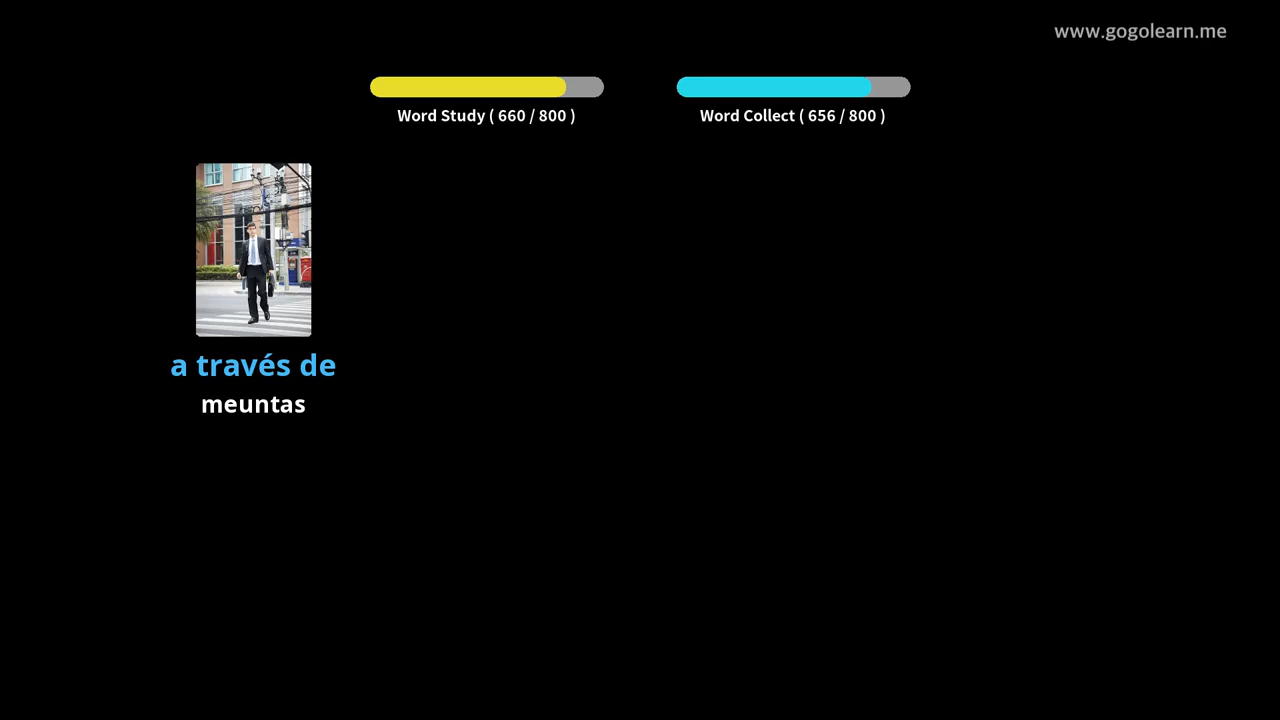 www.gogolearn.me
Word Study ( 660 / 800 )
Word Collect ( 656 / 800 )
a través de
meuntas